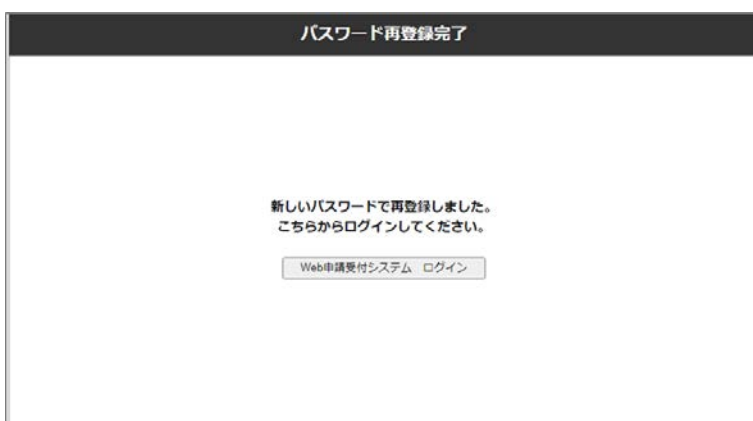 パスワード再登録完了
新しいパスワードで再登録しました。
こちらからログインしてください。
Web申請受付システム　ログイン